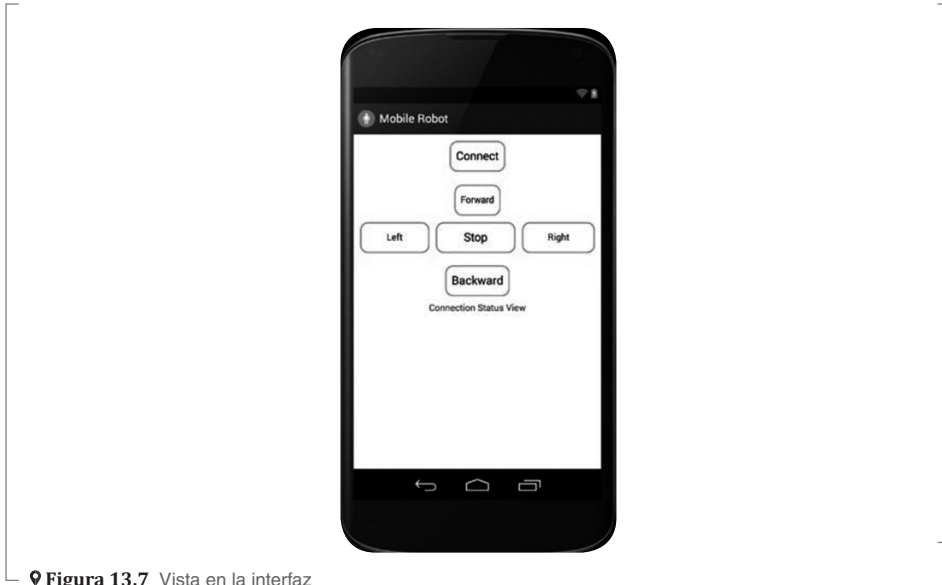 Mobile Robot
Connect
Forward
Left Stop Right
Backward
Connection Status View
Figura 13.7 Vista en la interfaz